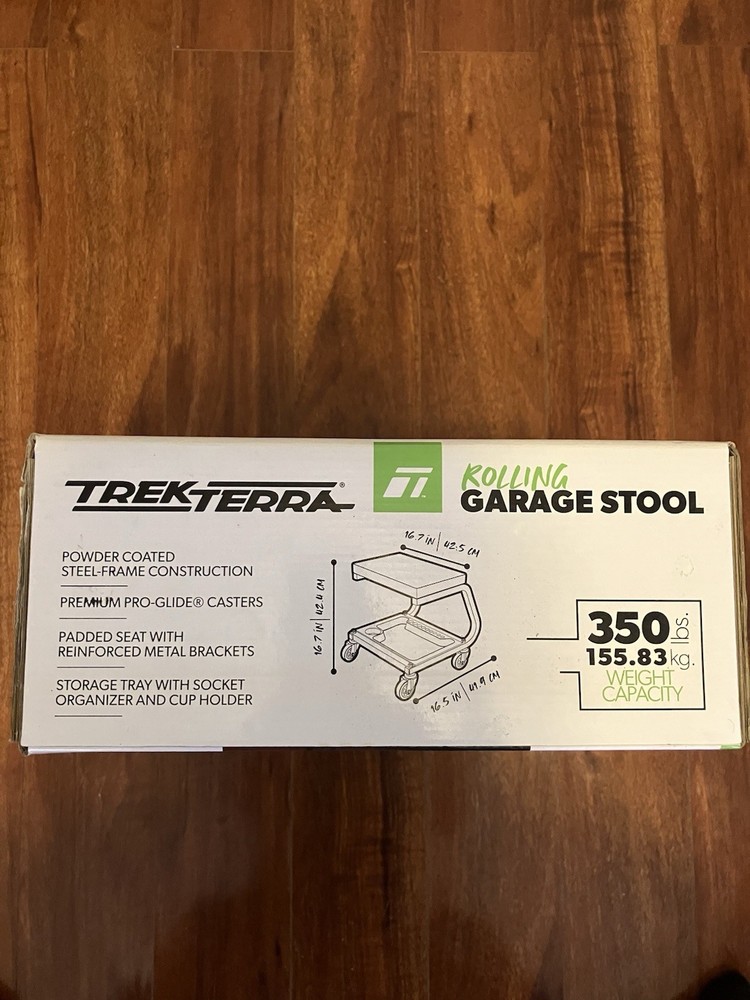 TREKTERRA®
ROLLING
GARAGE STOOL
POWDER COATED
STEEL-FRAME CONSTRUCTION
PREMIUM PRO-GLIDE® CASTERS
PADDED SEAT WITH
REINFORCED METAL BRACKETS
STORAGE TRAY WITH SOCKET
ORGANIZER AND CUP HOLDER
16.7 IN | 42.5 CM
16.7 IN | 42.4 CM
16.5 IN | 41.9 CM
350 lbs.
155.83 kg.
WEIGHT
CAPACITY